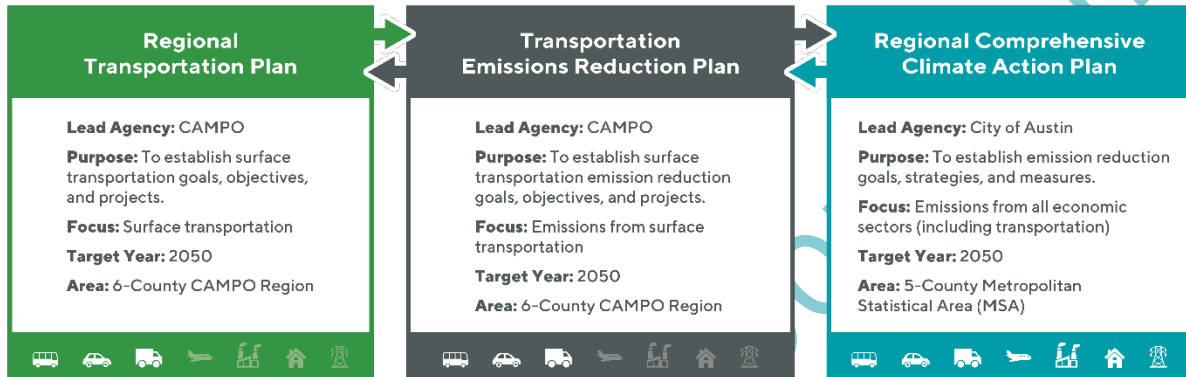 Regional
Transportation Plan
Lead Agency: CAMPO
Purpose: To establish surface
transportation goals, objectives,
and projects.
Focus: Surface transportation
Target Year: 2050
Area: 6-County CAMPO Region
Transportation
Emissions Reduction Plan
Lead Agency: CAMPO
Purpose: To establish surface
transportation emission reduction
goals, objectives, and projects.
Focus: Emissions from surface
transportation
Target Year: 2050
Area: 6-County CAMPO Region
Regional Comprehensive
Climate Action Plan
Lead Agency: City of Austin
Purpose: To establish emission reduction
goals, strategies, and measures.
Focus: Emissions from all economic
sectors (including transportation)
Target Year: 2050
Area: 5-County Metropolitan
Statistical Area (MSA)